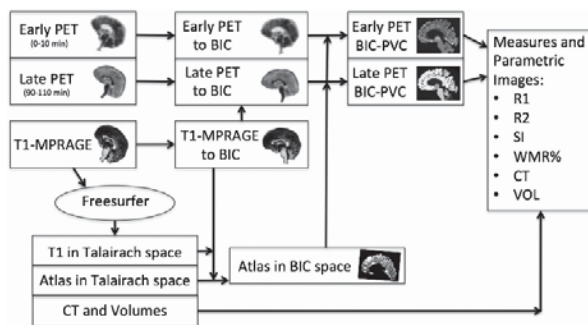 Early PET
(0-10 min)
Early PET
to BIC
Early PET
BIC-PVC
Late PET
(90-110 min)
Late PET
to BIC
Late PET
BIC-PVC
Measures and
Parametric
Images:
• R1
• R2
• SI
• WMR%
• CT
• VOL
T1-MPRAGE
T1-MPRAGE
to BIC
Freesurfer
T1 in Talairach space
Atlas in Talairach space
CT and Volumes
Atlas in BIC space